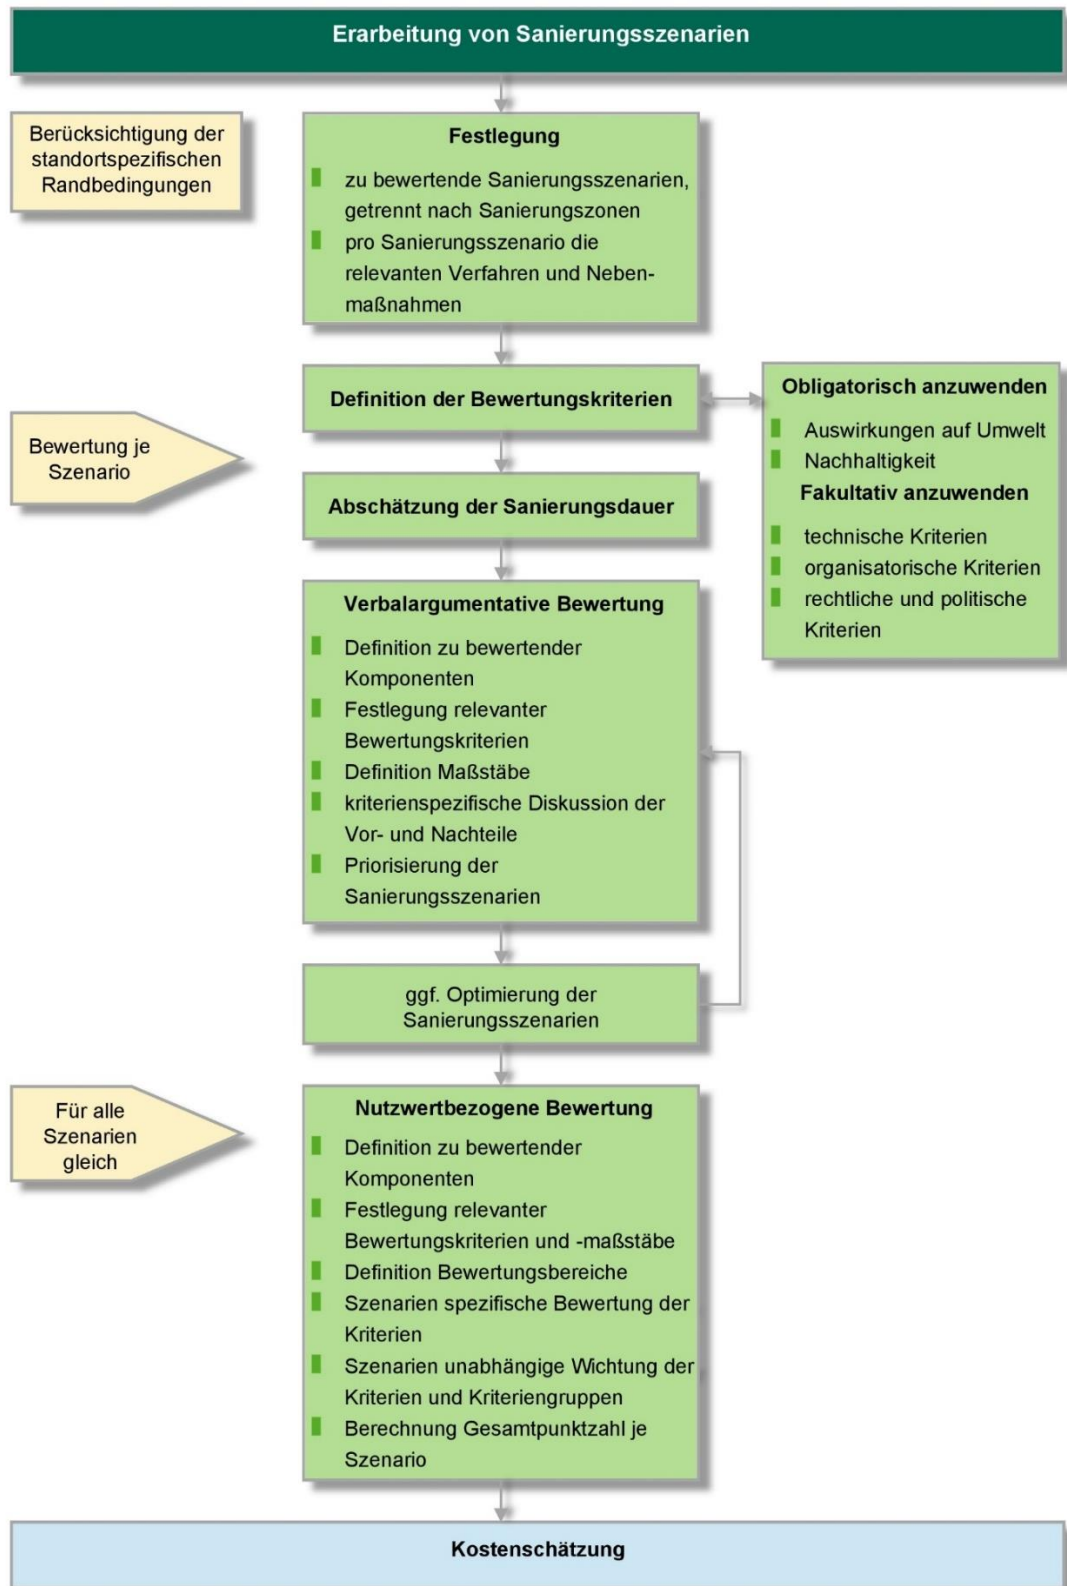 Erarbeitung von Sanierungsszenarien
Berücksichtigung der
standortspezifischen
Randbedingungen
Festlegung
zu bewertende Sanierungsszenarien,
getrennt nach Sanierungszonen
pro Sanierungsszenario die
relevanten Verfahren und Neben-
maßnahmen
Definition der Bewertungskriterien
Obligatorisch anzuwenden
Auswirkungen auf Umwelt
Nachhaltigkeit
Fakultativ anzuwenden
technische Kriterien
organisatorische Kriterien
rechtliche und politische
Kriterien
Bewertung je
Szenario
Abschätzung der Sanierungsdauer
Verbalargumentative Bewertung
Definition zu bewertender
Komponenten
Festlegung relevanter
Bewertungskriterien
Definition Maßstäbe
kriterienspezifische Diskussion der
Vor- und Nachteile
Priorisierung der
Sanierungsszenarien
ggf. Optimierung der
Sanierungsszenarien
Für alle
Szenarien
gleich
Nutzwertbezogene Bewertung
Definition zu bewertender
Komponenten
Festlegung relevanter
Bewertungskriterien und -maßstäbe
Definition Bewertungsbereiche
Szenarien spezifische Bewertung der
Kriterien
Szenarien unabhängige Wichtung der
Kriterien und Kriteriengruppen
Berechnung Gesamtpunktzahl je
Szenario
Kostenschätzung